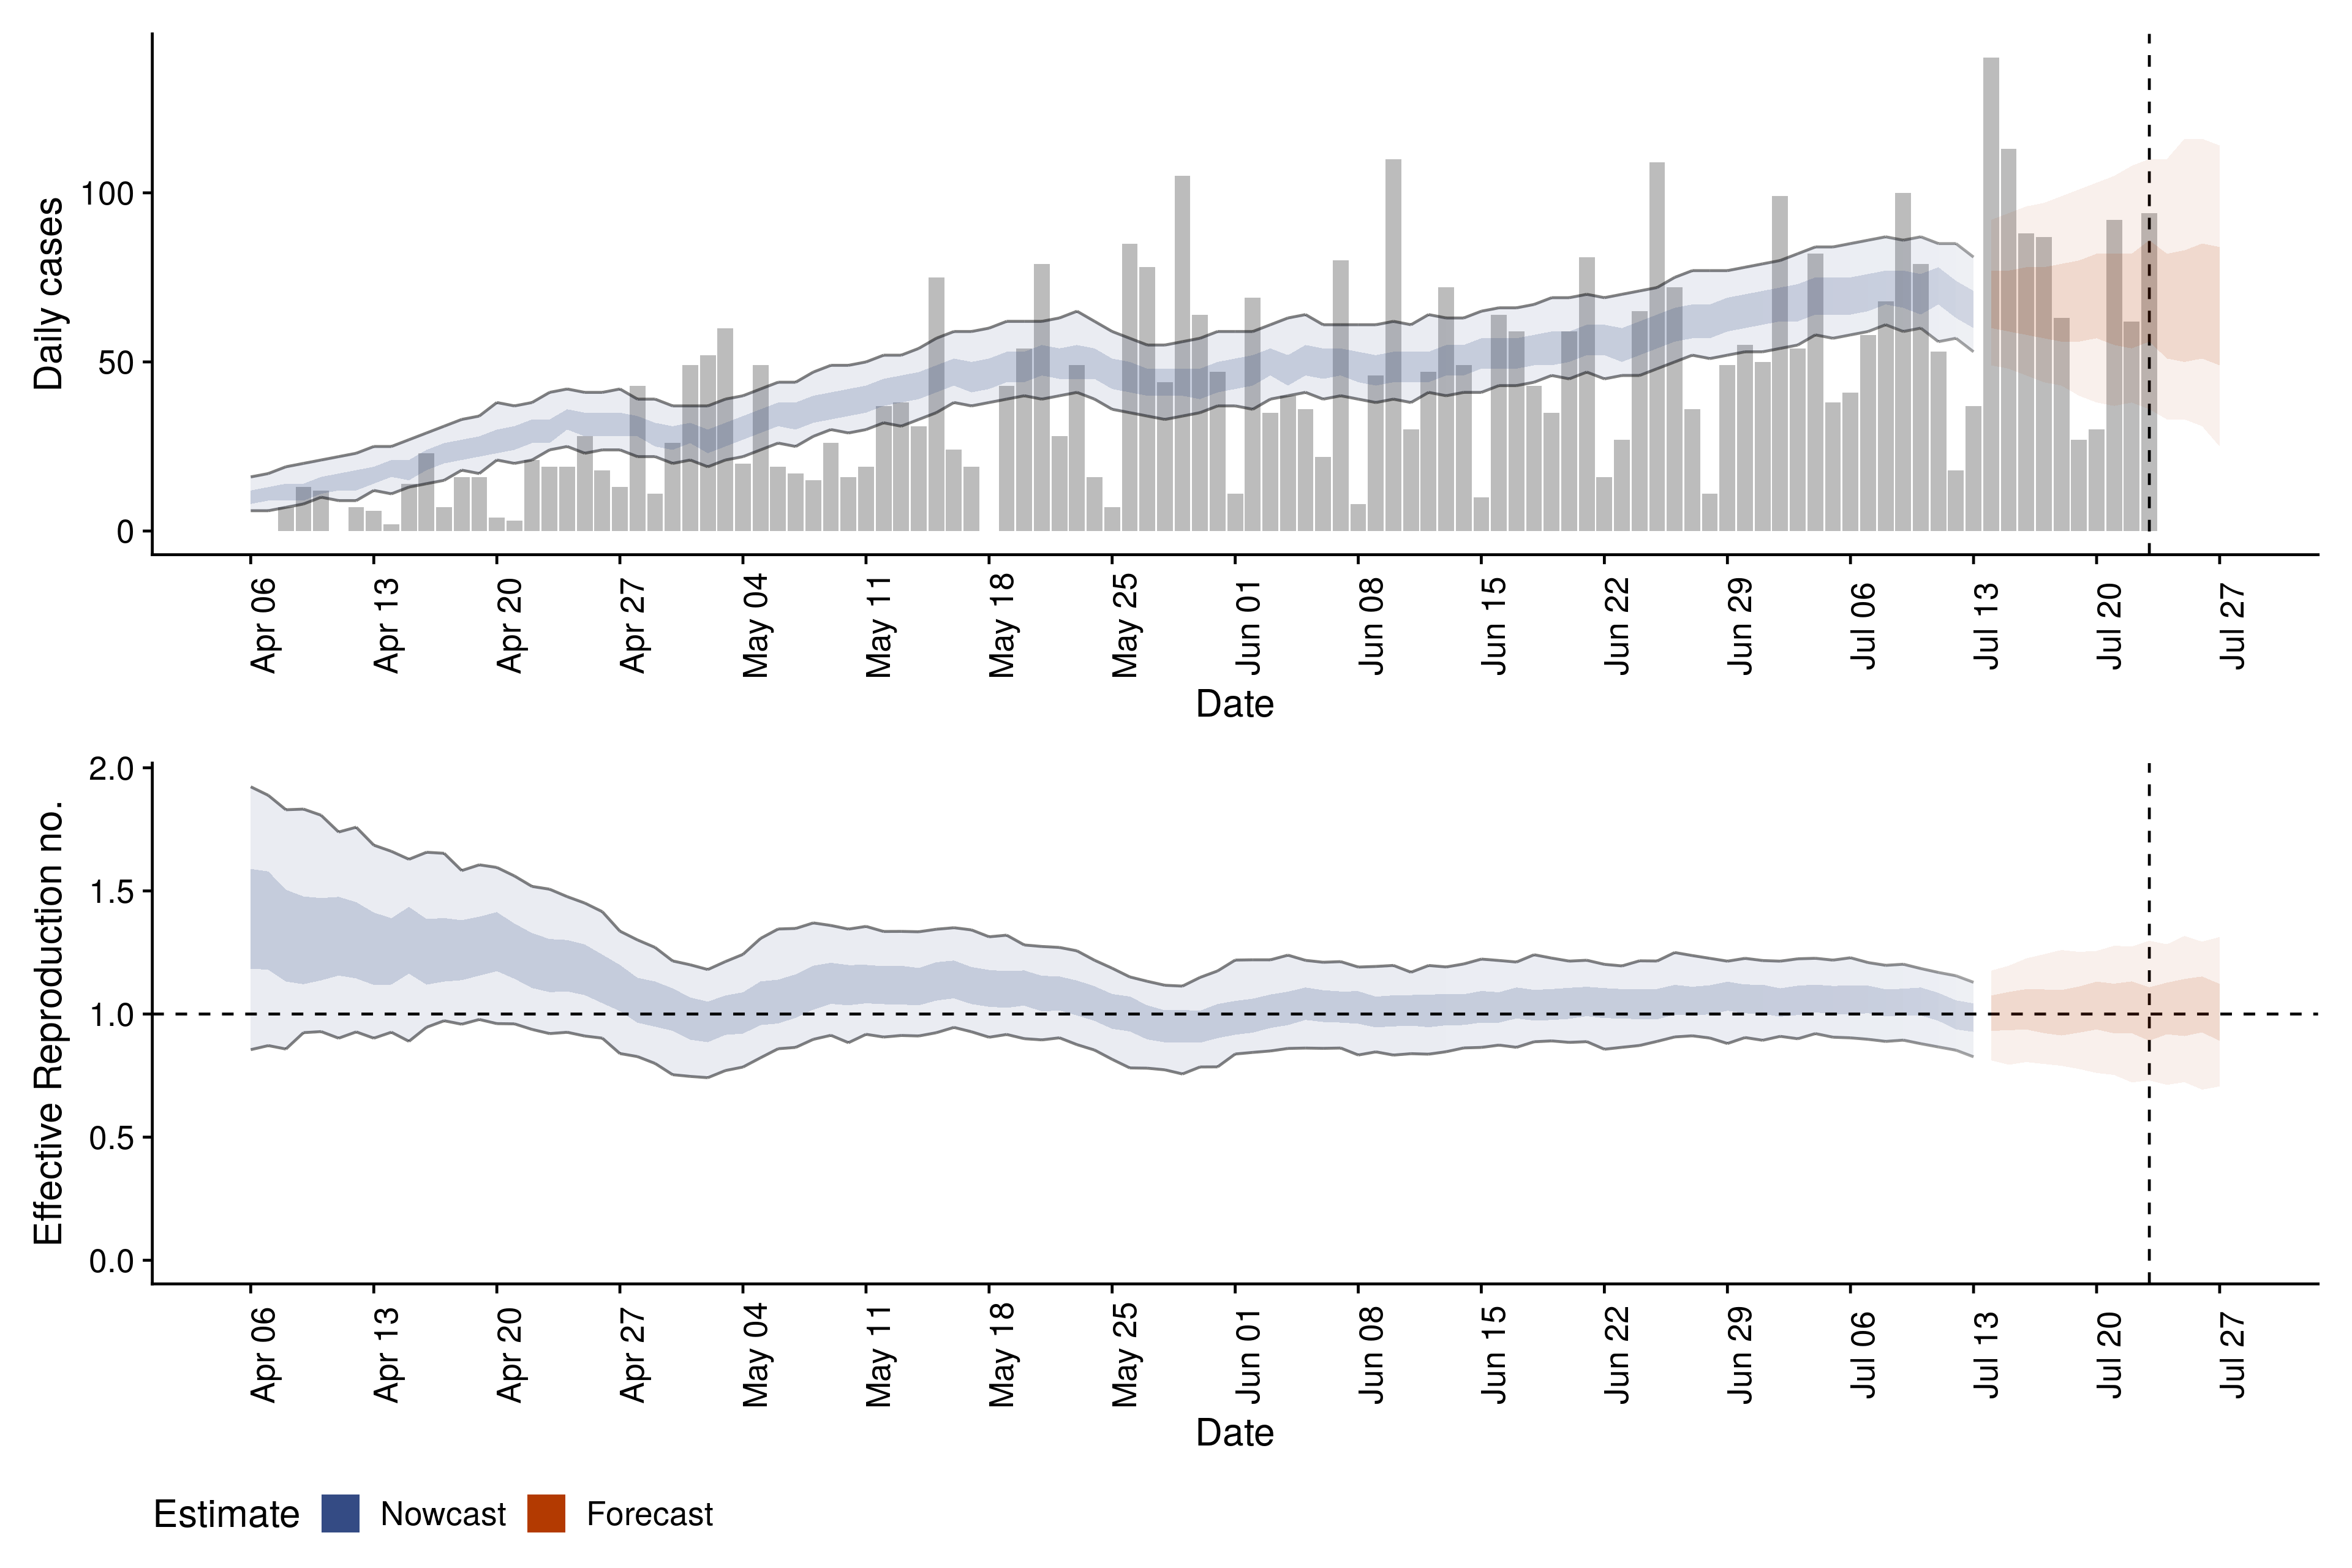 Daily cases
100
50
0
Apr 06
Apr 13
Apr 20
Apr 27
May 04
May 11
May 18
May 25
Jun 01
Jun 08
Jun 15
Jun 22
Jun 29
Jul 06
Jul 13
Jul 20
Jul 27
Date
Effective Reproduction no.
2.0
1.5
1.0
0.5
0.0
Apr 06
Apr 13
Apr 20
Apr 27
May 04
May 11
May 18
May 25
Jun 01
Jun 08
Jun 15
Jun 22
Jun 29
Jul 06
Jul 13
Jul 20
Jul 27
Date
Estimate Nowcast Forecast